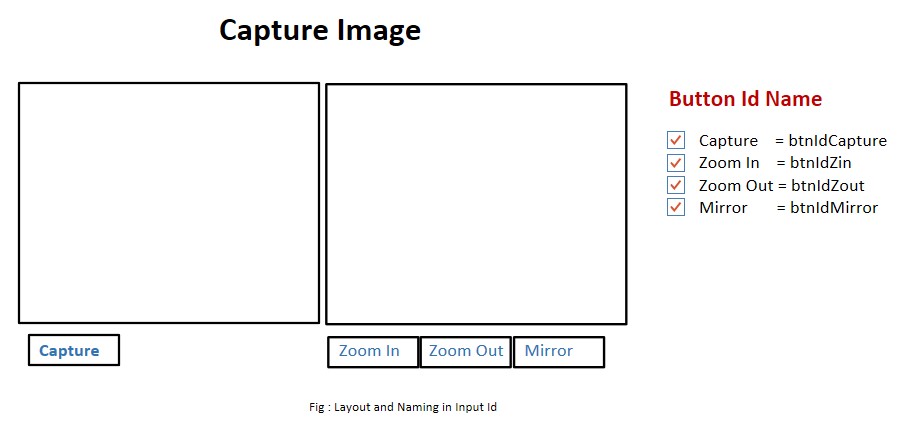 Capture Image
Button Id Name
Capture = btnIdCapture
Zoom In = btnIdZin
Zoom Out = btnIdZout
Mirror = btnIdMirror
Capture
Zoom In
Zoom Out
Mirror
Fig : Layout and Naming in Input Id